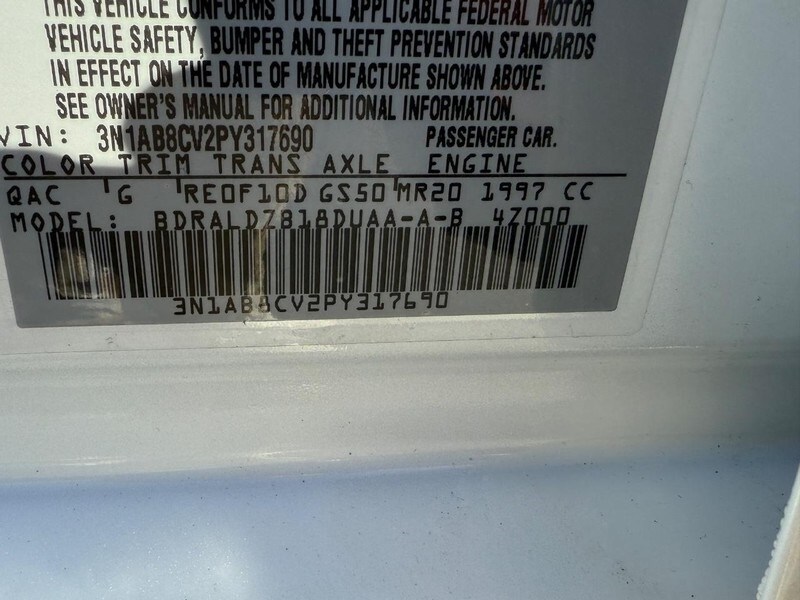 THIS VEHICLE CONFORMS TO ALL APPLICABLE FEDERAL MOTOR
VEHICLE SAFETY, BUMPER AND THEFT PREVENTION STANDARDS
IN EFFECT ON THE DATE OF MANUFACTURE SHOWN ABOVE.
SEE OWNER'S MANUAL FOR ADDITIONAL INFORMATION.
VIN: 3N1AB8CV2PY317690 PASSENGER CAR.
COLOR TRIM TRANS AXLE ENGINE
QAC G RE0F10D GS50 MR20 1997 CC
MODEL: BDRALDZB18DUAA-A-B 4Z000
3N1AB8CV2PY317690